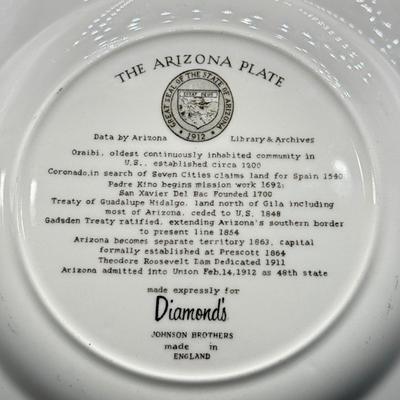 THE ARIZONA PLATE
GREAT SEAL OF THE STATE OF ARIZONA
DITAT DEUS
1912
Data by Arizona Library & Archives
Oraibi, oldest continuously inhabited community in
U.S., established circa 1200
Coronado,in search of Seven Cities claims land for Spain 1540
Padre Kino begins mission work 1692;
San Xavier Del Bac Founded 1700
Treaty of Guadalupe Hidalgo, land north of Gila including
most of Arizona, ceded to U.S. 1848
Gadsden Treaty ratified, extending Arizona's southern border
to present line 1854
Arizona becomes separate territory 1863, capital
formally established at Prescott 1864
Theodore Roosevelt Dam Dedicated 1911
Arizona admitted into Union Feb,14,1912 as 48th state
made expressly for
Diamond's
JOHNSON BROTHERS
made in
ENGLAND